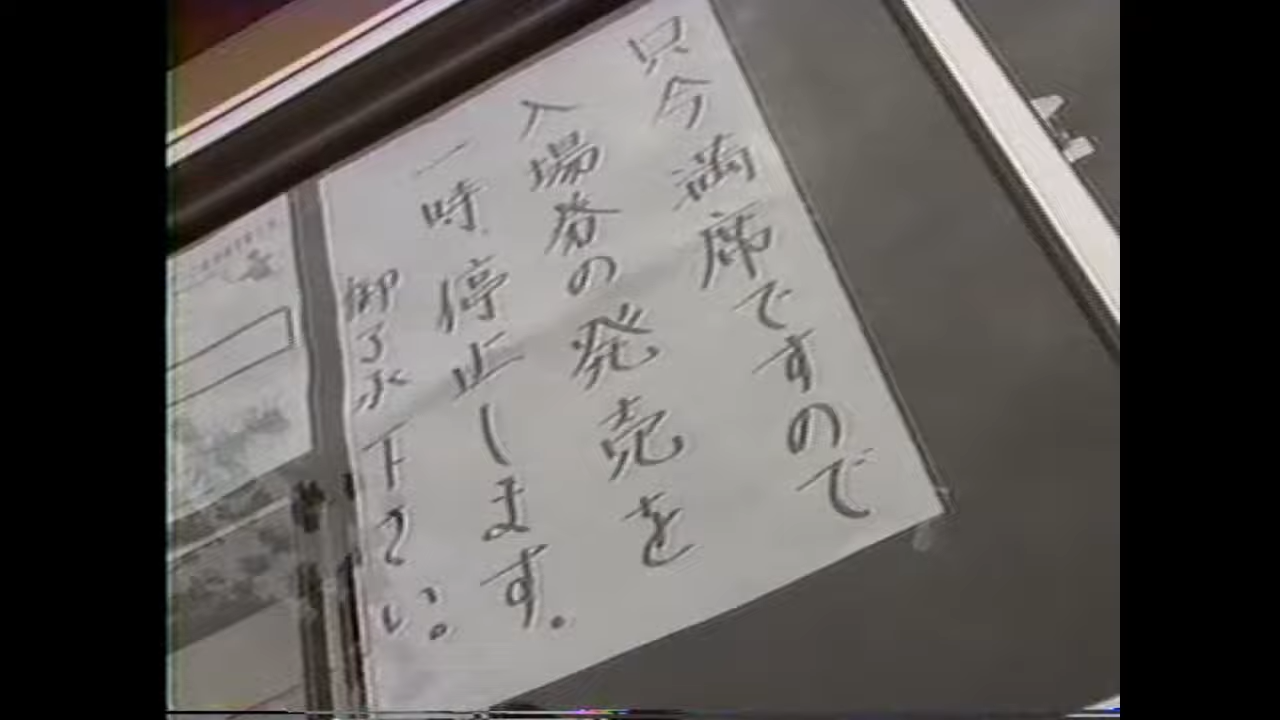 只今満席ですので
入場券の発売を
一時停止します。
御了承下さい。